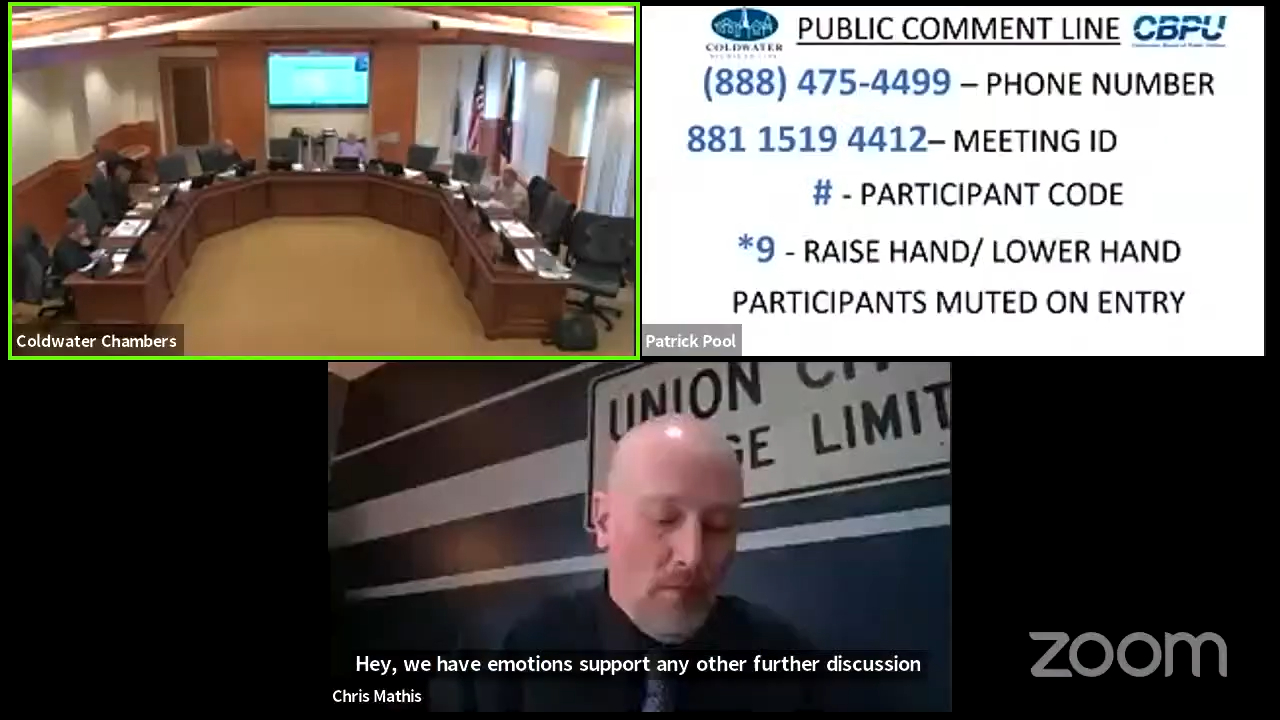 COLDWATER
PUBLIC COMMENT LINE
CBPU
(888) 475-4499 – PHONE NUMBER
881 1519 4412– MEETING ID
# - PARTICIPANT CODE
*9 - RAISE HAND/ LOWER HAND
PARTICIPANTS MUTED ON ENTRY
Coldwater Chambers
Patrick Pool
UNION
LIMIT
Hey, we have emotions support any other further discussion
Chris Mathis
zoom